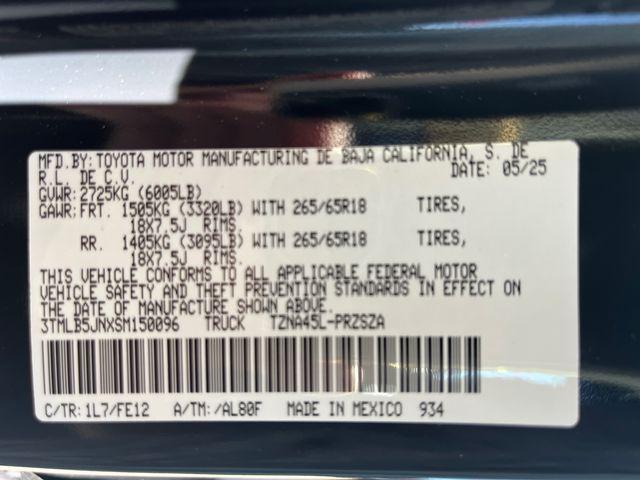 MFD.BY:TOYOTA MOTOR MANUFACTURING DE BAJA CALIFORNIA, S. DE
R.L. DE C.V. DATE: 05/25
GVWR:2725KG (6005LB)
GAWR:FRT. 1505KG (3320LB) WITH 265/65R18 TIRES,
18X7.5J RIMS.
RR. 1405KG (3095LB) WITH 265/65R18 TIRES,
18X7.5J RIMS.
THIS VEHICLE CONFORMS TO ALL APPLICABLE FEDERAL MOTOR
VEHICLE SAFETY AND THEFT PREVENTION STANDARDS IN EFFECT ON
THE DATE OF MANUFACTURE SHOWN ABOVE.
3TMLB5JNXSM150096 TRUCK TZNA45L-PRZSZA
C/TR:1L7/FE12 A/TM:/AL80F MADE IN MEXICO 934